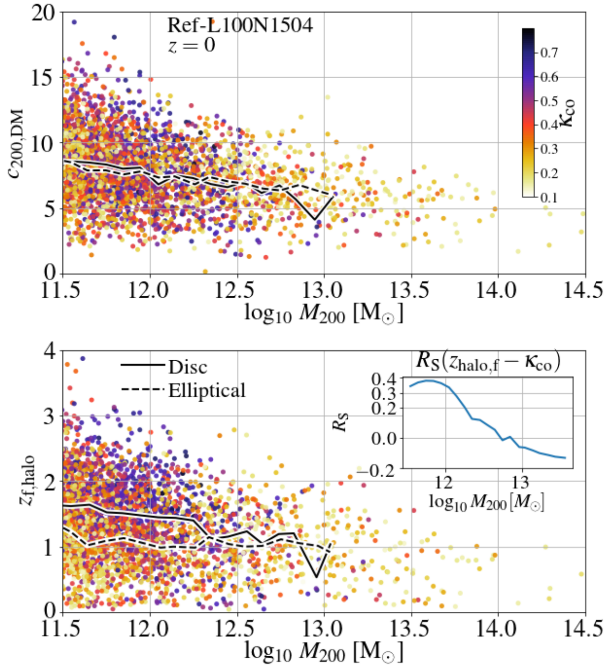 20
15
10
5
0
c200,DM
Ref-L100N1504
z = 0
0.7
0.6
0.5
0.4
0.3
0.2
0.1
κco
11.5 12.0 12.5 13.0 13.5 14.0 14.5
log10 M200 [M⊙]
4
3
2
1
0
zf,halo
Disc
Elliptical
RS(zhalo,f − κco)
0.4
0.3
0.2
0.0
−0.2
RS
12 13
log10 M200 [M⊙]
11.5 12.0 12.5 13.0 13.5 14.0 14.5
log10 M200 [M⊙]